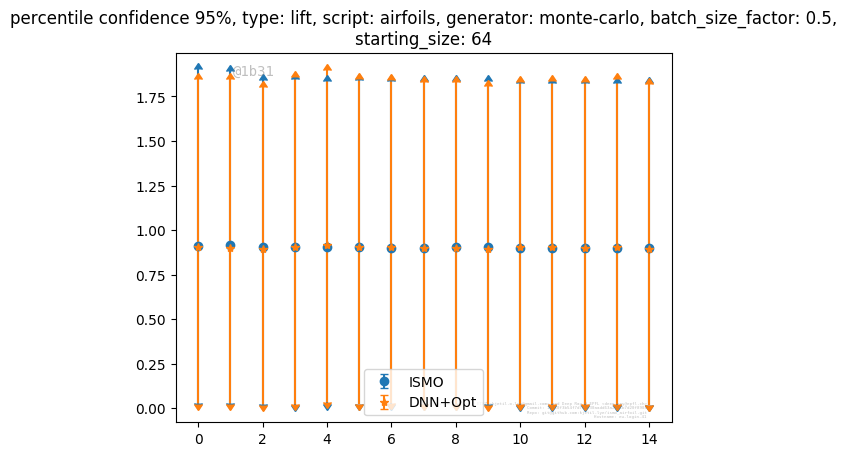 percentile confidence 95%, type: lift, script: airfoils, generator: monte-carlo, batch_size_factor: 0.5,
starting_size: 64
@1b31
1.75
1.50
1.25
1.00
0.75
0.50
0.25
0.00
ISMO
DNN+Opt
0 2 4 6 8 10 12 14